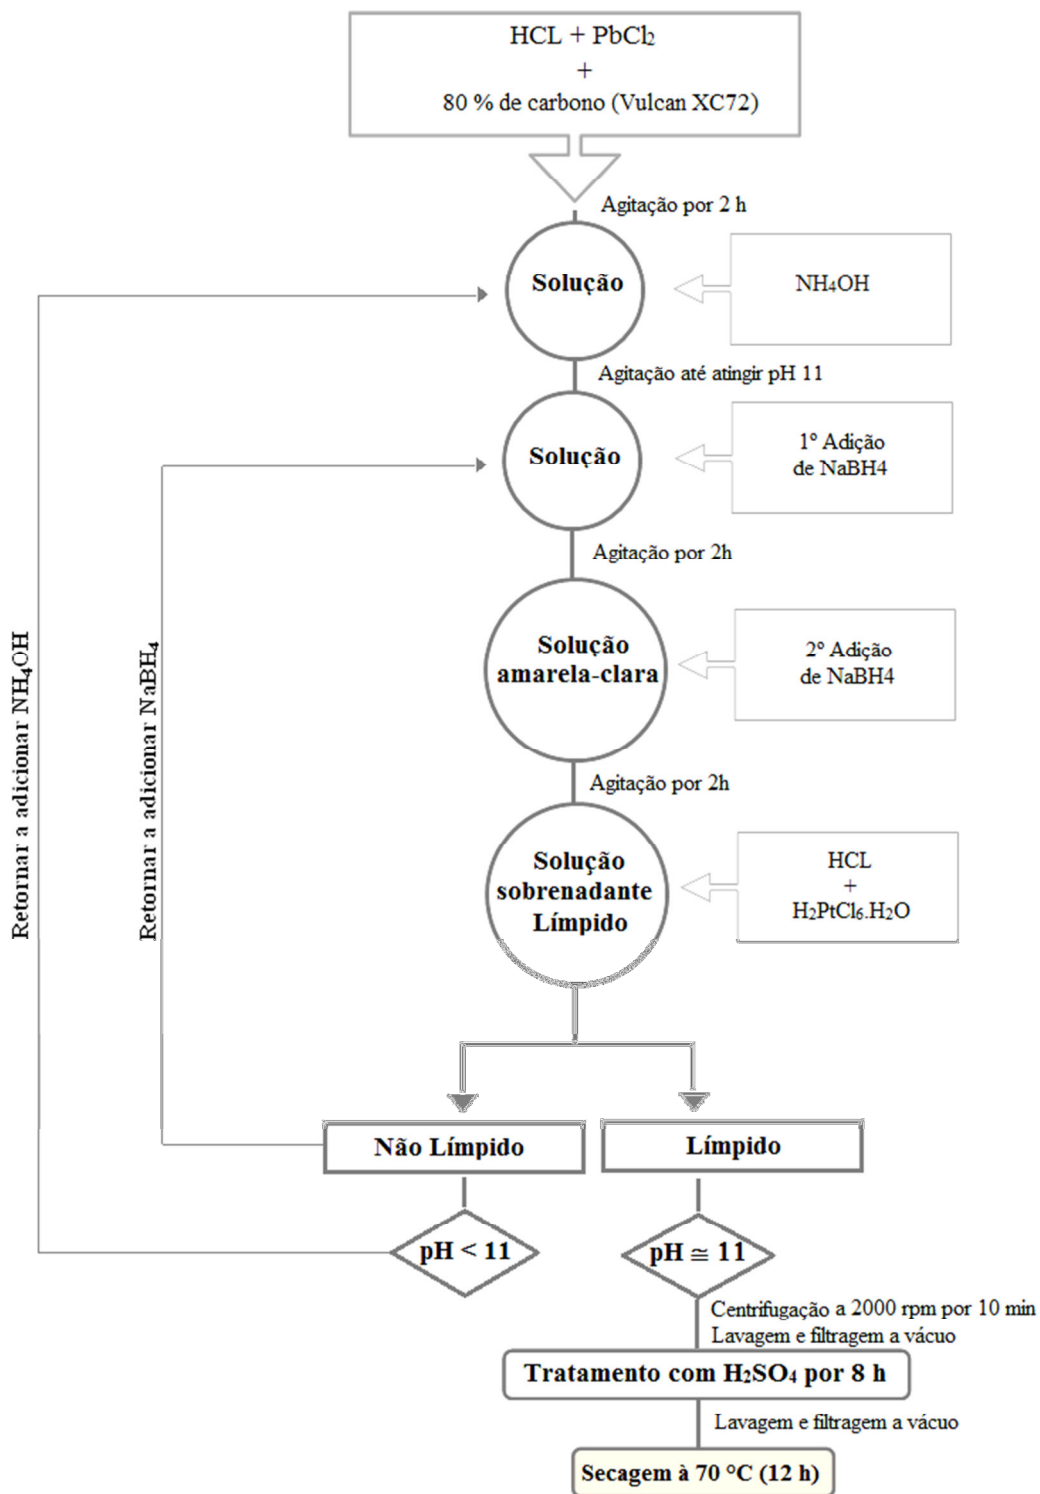 HCL + PbCl₂
+
80 % de carbono (Vulcan XC72)
Agitação por 2 h
Solução
NH₄OH
Agitação até atingir pH 11
Solução
1º Adição
de NaBH4
Agitação por 2h
Solução
amarela-clara
2º Adição
de NaBH4
Agitação por 2h
Solução
sobrenadante
Límpido
HCL
+
H₂PtCl₆.H₂O
Retornar a adicionar NH₄OH
Retornar a adicionar NaBH₄
Não Límpido
Límpido
pH < 11
pH ≅ 11
Centrifugação a 2000 rpm por 10 min
Lavagem e filtragem a vácuo
Tratamento com H₂SO₄ por 8 h
Lavagem e filtragem a vácuo
Secagem à 70 °C (12 h)